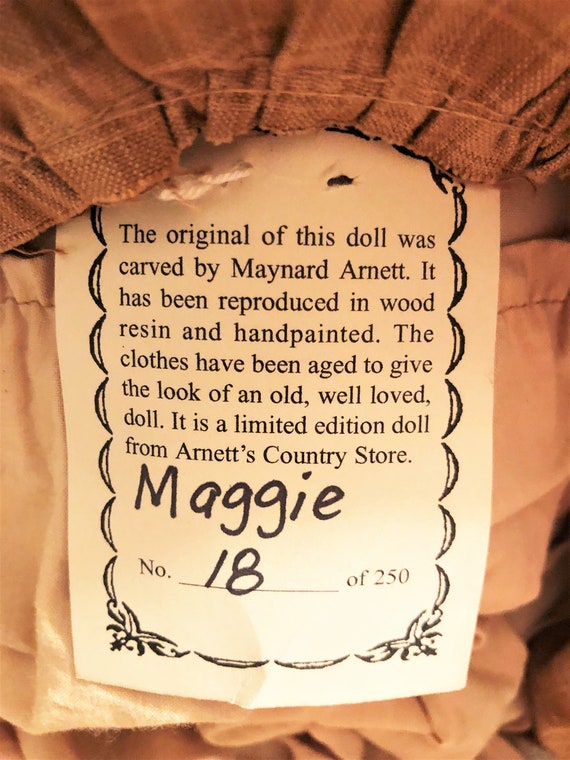 The original of this doll was
carved by Maynard Arnett. It
has been reproduced in wood
resin and handpainted. The
clothes have been aged to give
the look of an old, well loved,
doll. It is a limited edition doll
from Arnett's Country Store.
Maggie
No. 18 of 250